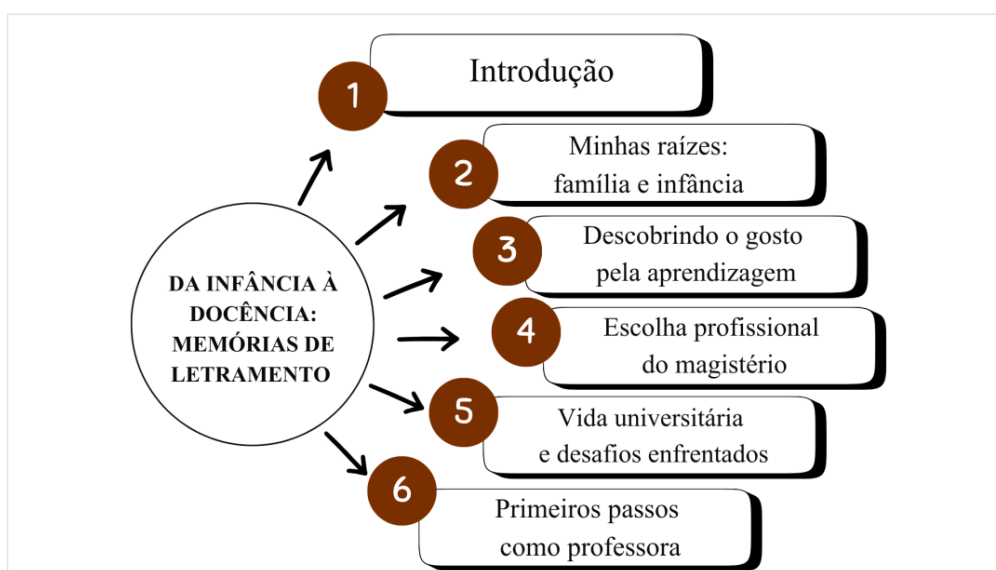 1
Introdução
2
Minhas raízes:
família e infância
3
Descobrindo o gosto
pela aprendizagem
DA INFÂNCIA À
DOCÊNCIA:
MEMÓRIAS DE
LETRAMENTO
4
Escolha profissional
do magistério
5
Vida universitária
e desafios enfrentados
6
Primeiros passos
como professora